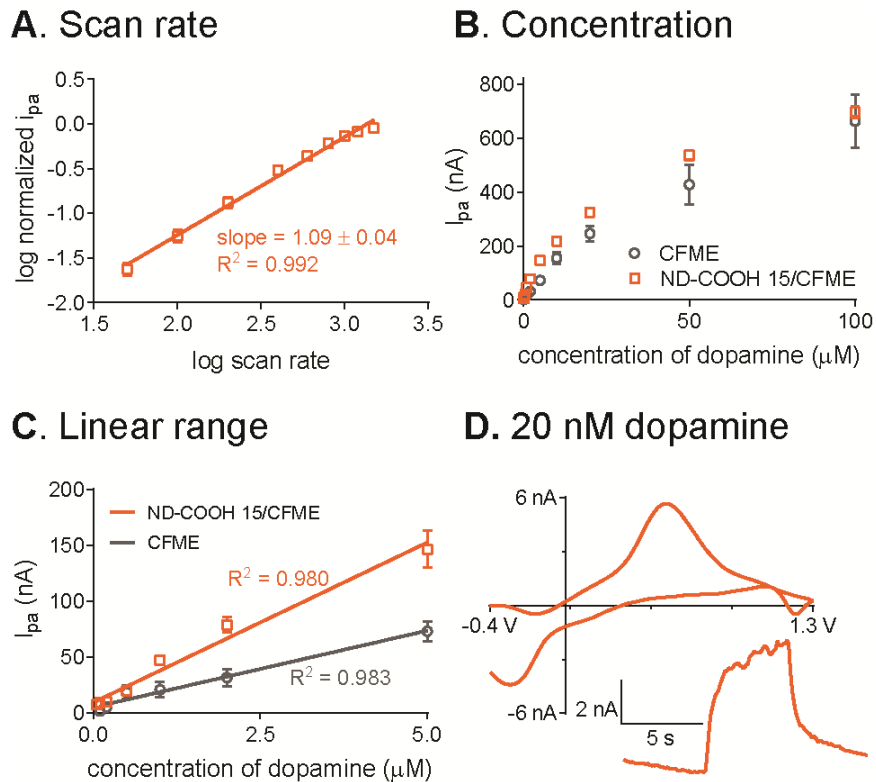 A. Scan rate
log normalized ipa
0.5
0.0
-0.5
-1.0
-1.5
-2.0
slope = 1.09 ± 0.04
R² = 0.992
1.5 2.0 2.5 3.0 3.5
log scan rate
B. Concentration
Ipa (nA)
800
600
400
200
0
CFME
ND-COOH 15/CFME
0 50 100
concentration of dopamine (μM)
C. Linear range
Ipa (nA)
200
150
100
50
0
ND-COOH 15/CFME
CFME
R² = 0.980
R² = 0.983
0.0 2.5 5.0
concentration of dopamine (μM)
D. 20 nM dopamine
6 nA
-0.4 V 1.3 V
-6 nA
2 nA
5 s